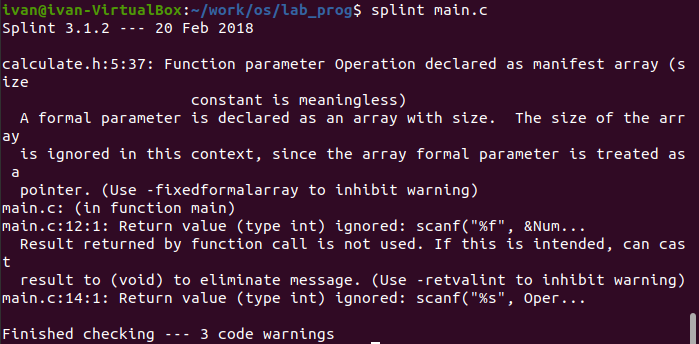 ivan@ivan-VirtualBox:~/work/os/lab_prog$ splint main.c
Splint 3.1.2 --- 20 Feb 2018

calculate.h:5:37: Function parameter Operation declared as manifest array (s
ize
                     constant is meaningless)
  A formal parameter is declared as an array with size.  The size of the arr
ay
  is ignored in this context, since the array formal parameter is treated as
 a
  pointer. (Use -fixedformalarray to inhibit warning)
main.c: (in function main)
main.c:12:1: Return value (type int) ignored: scanf("%f", &Num...
  Result returned by function call is not used. If this is intended, can cas
t
  result to (void) to eliminate message. (Use -retvalint to inhibit warning)
main.c:14:1: Return value (type int) ignored: scanf("%s", Oper...

Finished checking --- 3 code warnings